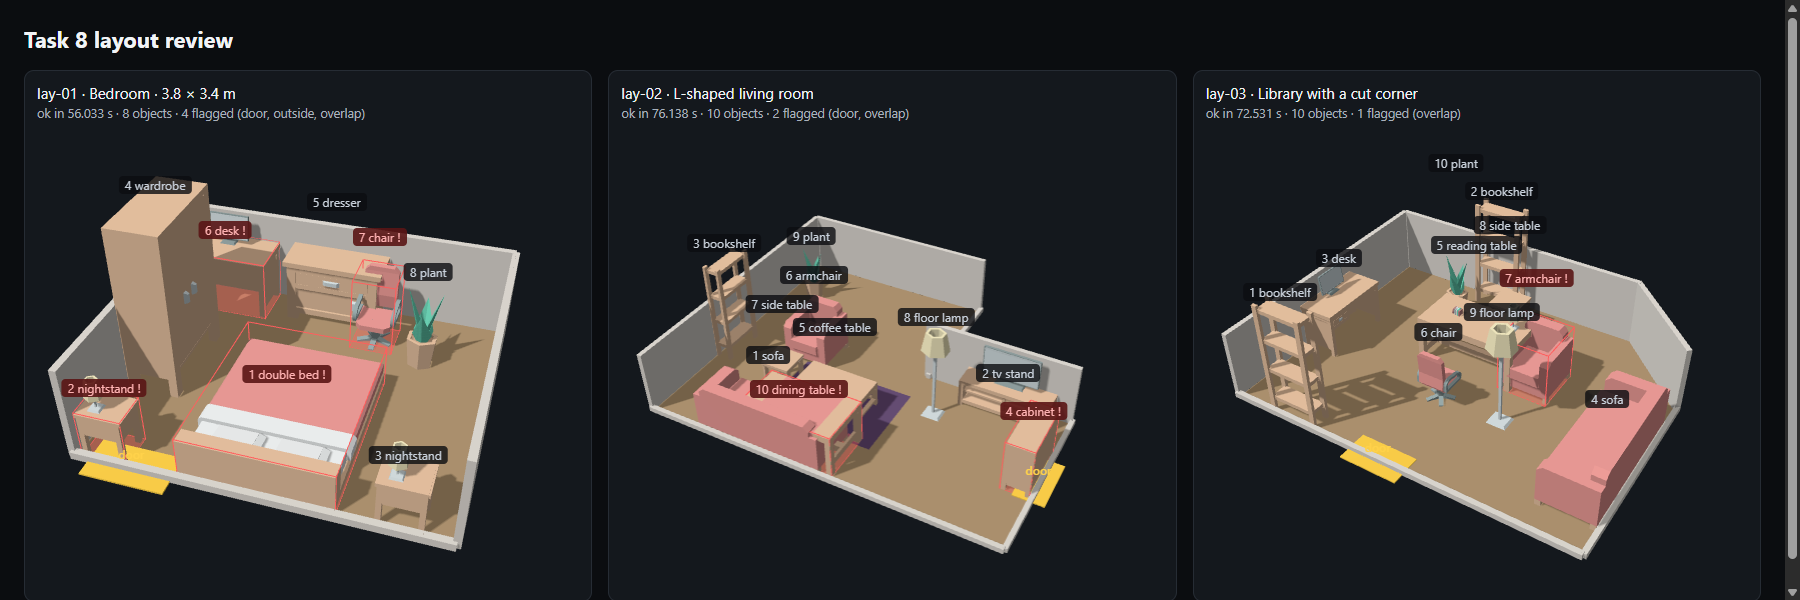 Task 8 layout review
lay-01 · Bedroom · 3.8 × 3.4 m
ok in 56.033 s · 8 objects · 4 flagged (door, outside, overlap)
4 wardrobe
5 dresser
6 desk !
7 chair !
8 plant
1 double bed !
2 nightstand !
3 nightstand
lay-02 · L-shaped living room
ok in 76.138 s · 10 objects · 2 flagged (door, overlap)
9 plant
3 bookshelf
6 armchair
7 side table
8 floor lamp
5 coffee table
1 sofa
2 tv stand
10 dining table !
4 cabinet !
door
lay-03 · Library with a cut corner
ok in 72.531 s · 10 objects · 1 flagged (overlap)
10 plant
2 bookshelf
8 side table
5 reading table
3 desk
7 armchair !
1 bookshelf
9 floor lamp
6 chair
4 sofa